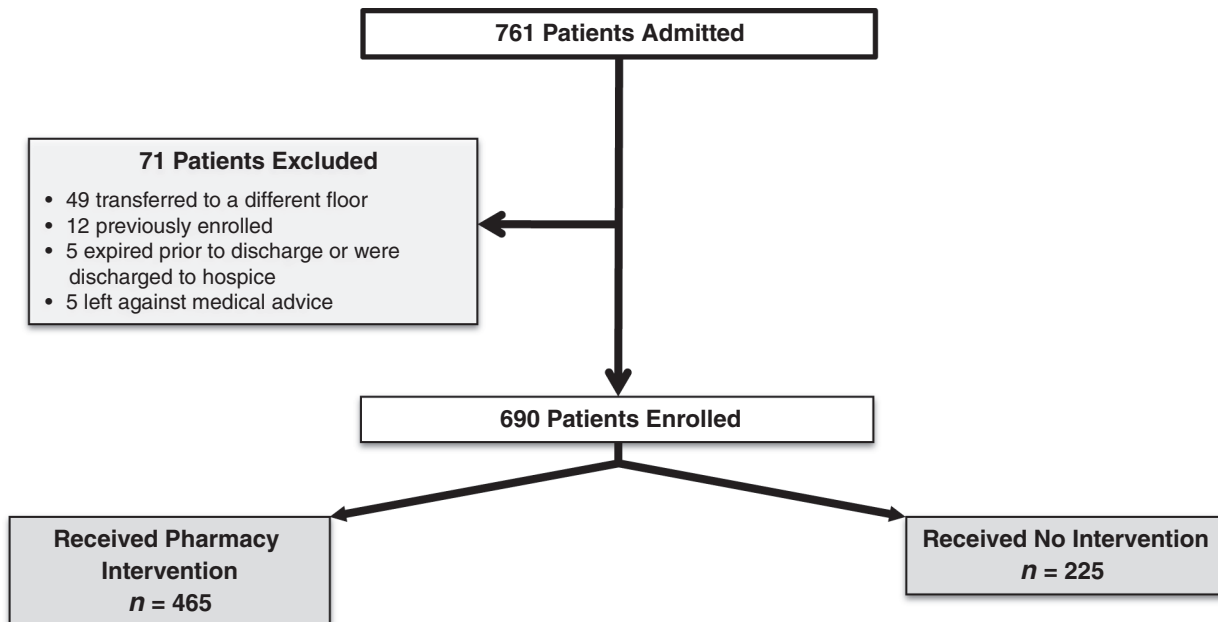 761 Patients Admitted
71 Patients Excluded
• 49 transferred to a different floor
• 12 previously enrolled
• 5 expired prior to discharge or were
discharged to hospice
• 5 left against medical advice
690 Patients Enrolled
Received Pharmacy
Intervention
n = 465
Received No Intervention
n = 225